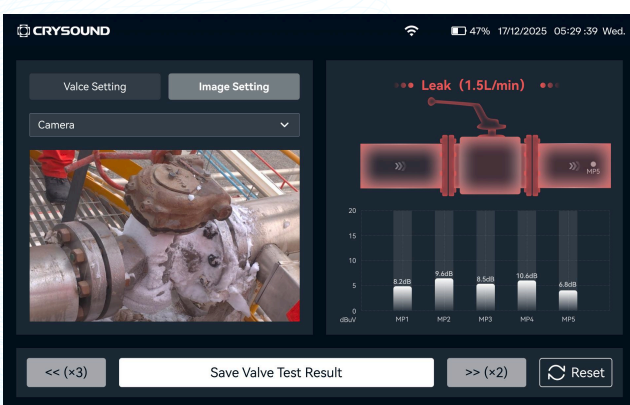 CRYSOUND
47% 17/12/2025 05:29:39 Wed.
Valce Setting
Image Setting
Camera
Leak (1.5L/min)
MP5
20
15
10
5
0
dBuV
8.2dB
9.6dB
8.5dB
10.6dB
6.8dB
MP1
MP2
MP3
MP4
MP5
<< (×3)
Save Valve Test Result
>> (×2)
Reset